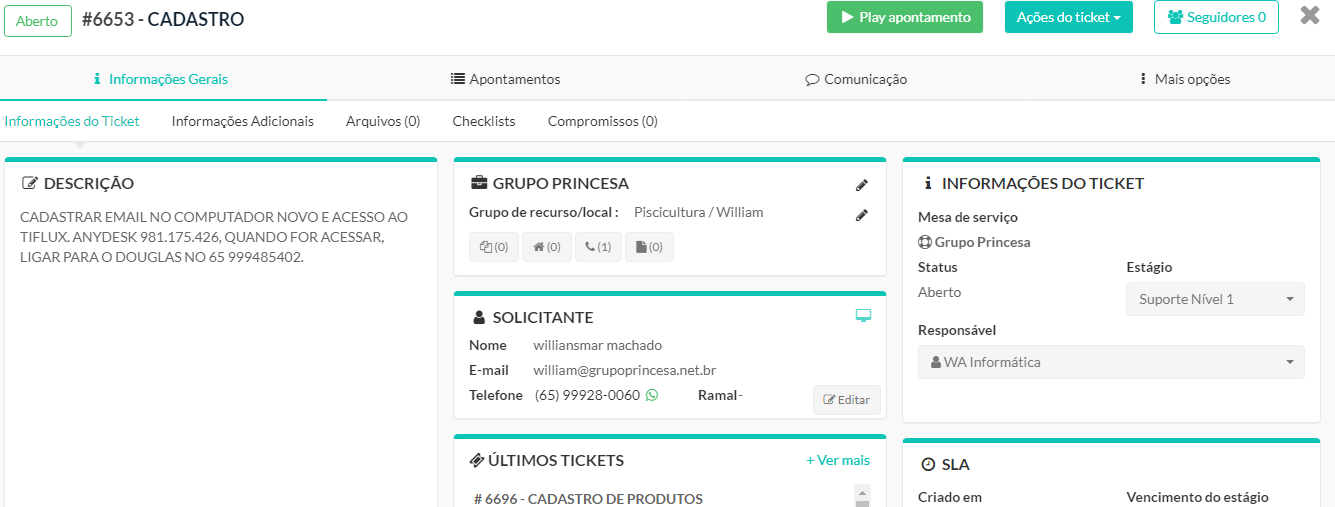 Aberto
#6653 - CADASTRO
Play apontamento
Ações do ticket
Seguidores 0
Informações Gerais
Apontamentos
Comunicação
Mais opções
Informações do Ticket
Informações Adicionais
Arquivos (0)
Checklists
Compromissos (0)
DESCRIÇÃO
CADASTRAR EMAIL NO COMPUTADOR NOVO E ACESSO AO
TIFLUX. ANYDESK 981.175.426, QUANDO FOR ACESSAR,
LIGAR PARA O DOUGLAS NO 65 999485402.
GRUPO PRINCESA
Grupo de recurso/local : Piscicultura / William
(0) (0) (1) (0)
SOLICITANTE
Nome williansmar machado
E-mail william@grupoprincesa.net.br
Telefone (65) 99928-0060 Ramal -
Editar
ÚLTIMOS TICKETS
+ Ver mais
# 6696 - CADASTRO DE PRODUTOS
INFORMAÇÕES DO TICKET
Mesa de serviço
Grupo Princesa
Status Estágio
Aberto Suporte Nível 1
Responsável
WA Informática
SLA
Criado em Vencimento do estágio